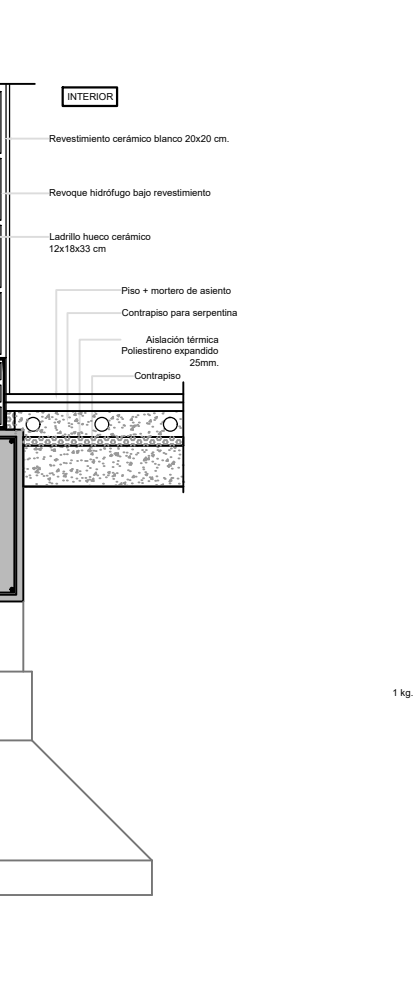 INTERIOR
Revestimiento cerámico blanco 20x20 cm.
Revoque hidrófugo bajo revestimiento
Ladrillo hueco cerámico
12x18x33 cm
Piso + mortero de asiento
Contrapiso para serpentina
Aislación térmica
Poliestireno expandido
25mm.
Contrapiso
1 kg.